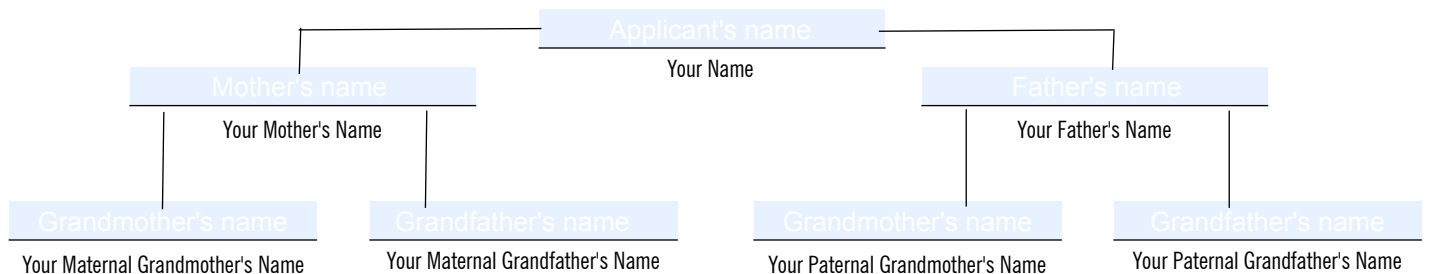 Applicant's name
Your Name
Mother's name
Father's name
Your Mother's Name
Your Father's Name
Grandmother's name
Grandfather's name
Grandmother's name
Grandfather's name
Your Maternal Grandmother's Name
Your Maternal Grandfather's Name
Your Paternal Grandmother's Name
Your Paternal Grandfather's Name